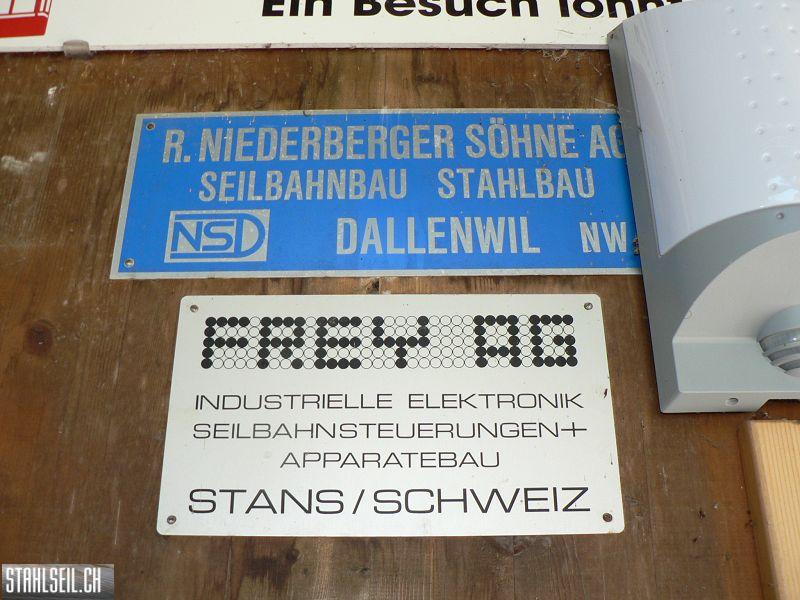 Ein Besuch lohnt
R. NIEDERBERGER SÖHNE AG
SEILBAHNBAU STAHLBAU
NSD DALLENWIL NW
FREY AG
INDUSTRIELLE ELEKTRONIK
SEILBAHNSTEUERUNGEN+
APPARATEBAU
STANS/SCHWEIZ
STAHLSEIL.CH